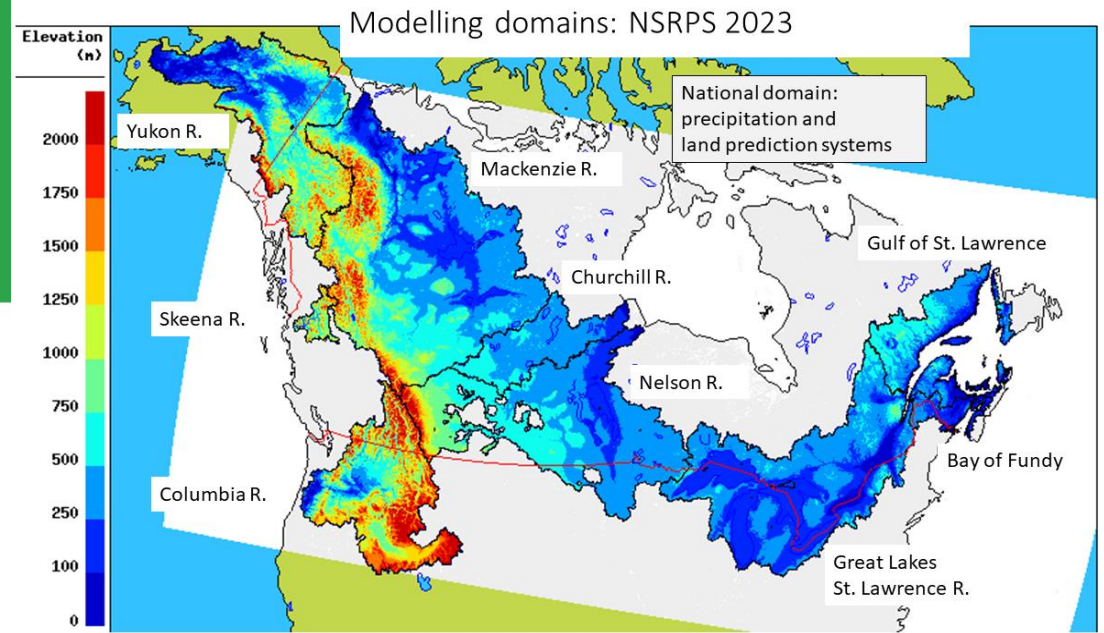 Modelling domains: NSRPS 2023
Elevation
(m)
2000
1750
1500
1250
1000
750
500
250
100
0
Yukon R.
Mackenzie R.
National domain:
precipitation and
land prediction systems
Gulf of St. Lawrence
Churchill R.
Skeena R.
Nelson R.
Bay of Fundy
Columbia R.
Great Lakes
St. Lawrence R.